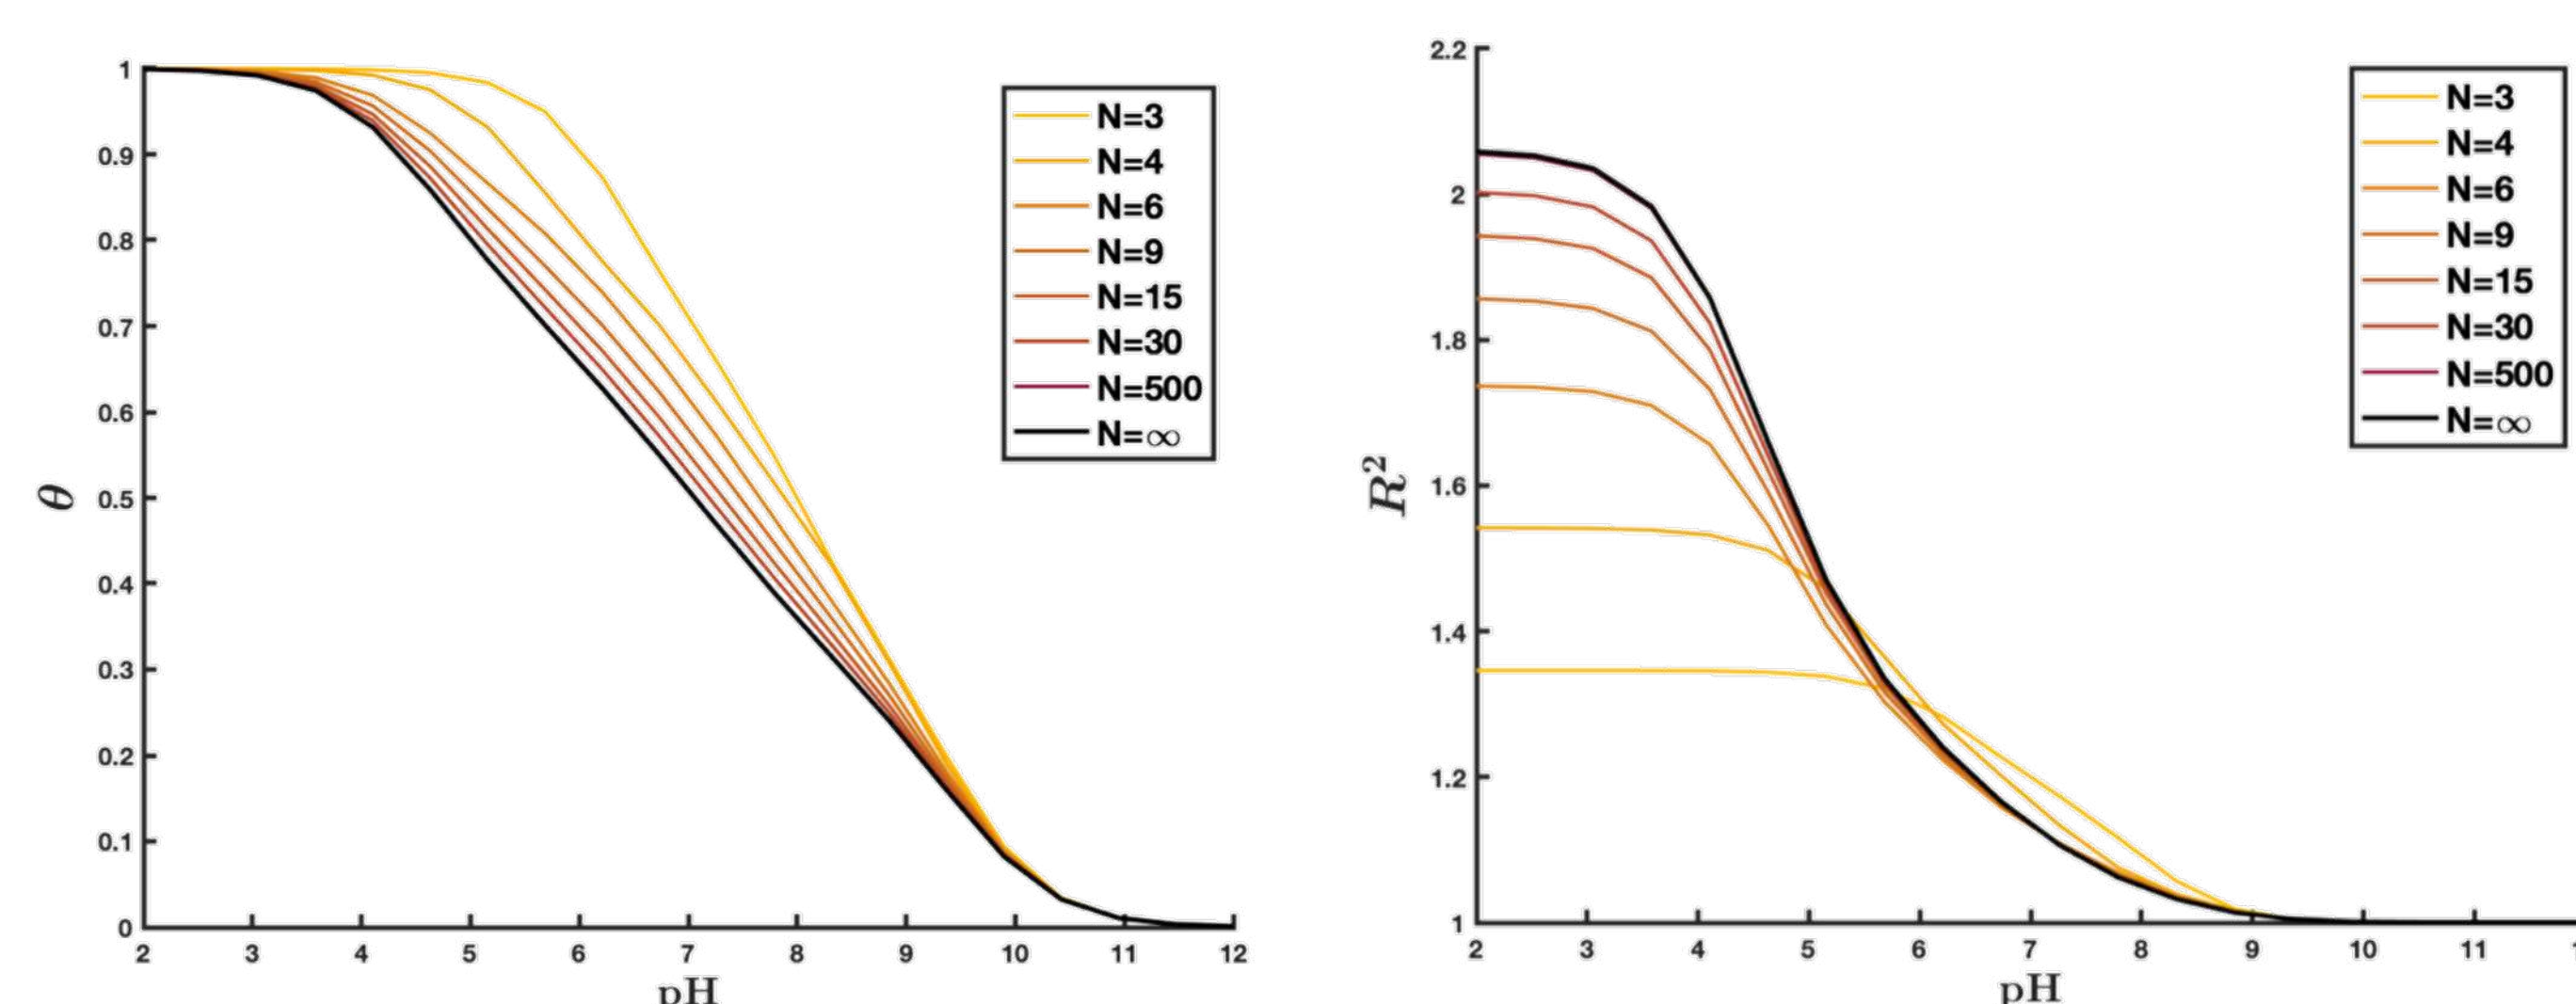 1
0.9
0.8
0.7
0.6
0.5
0.4
0.3
0.2
0.1
0
θ
2 3 4 5 6 7 8 9 10 11 12
pH
N=3
N=4
N=6
N=9
N=15
N=30
N=500
N=∞
2.2
2
1.8
1.6
1.4
1.2
1
R²
2 3 4 5 6 7 8 9 10 11
pH
N=3
N=4
N=6
N=9
N=15
N=30
N=500
N=∞